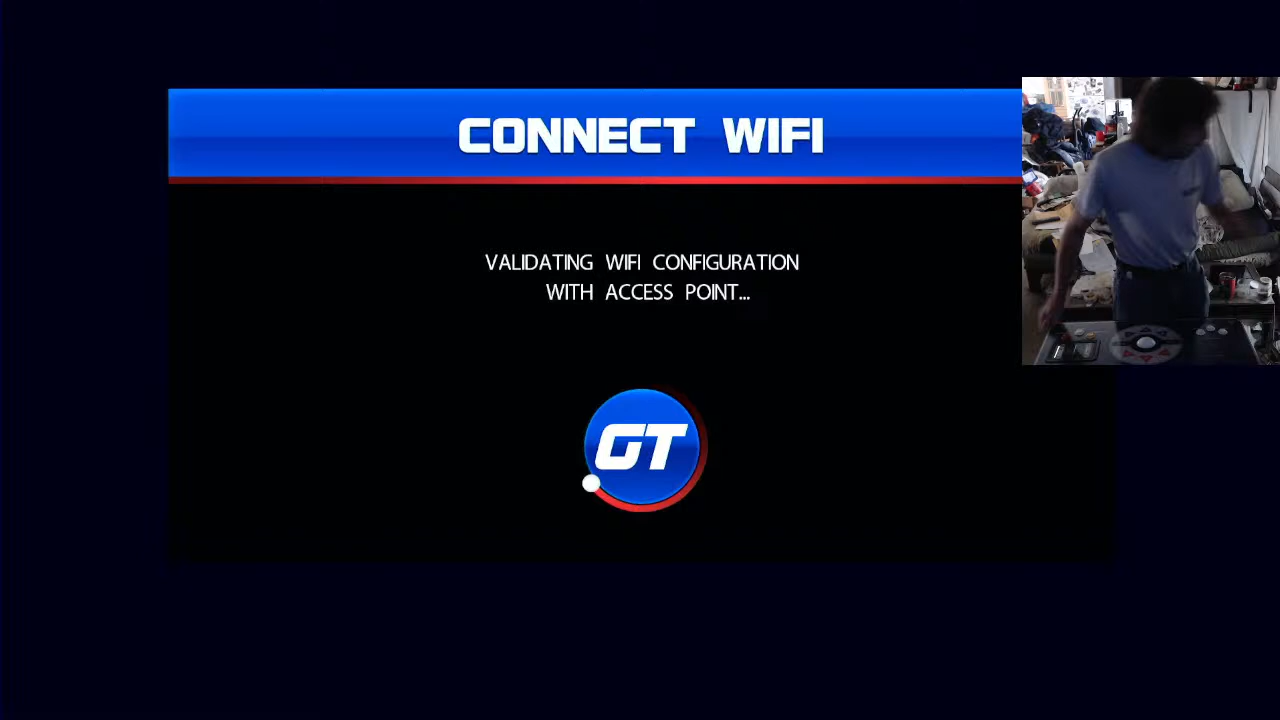 CONNECT WIFI
VALIDATING WIFI CONFIGURATION
WITH ACCESS POINT...
GT